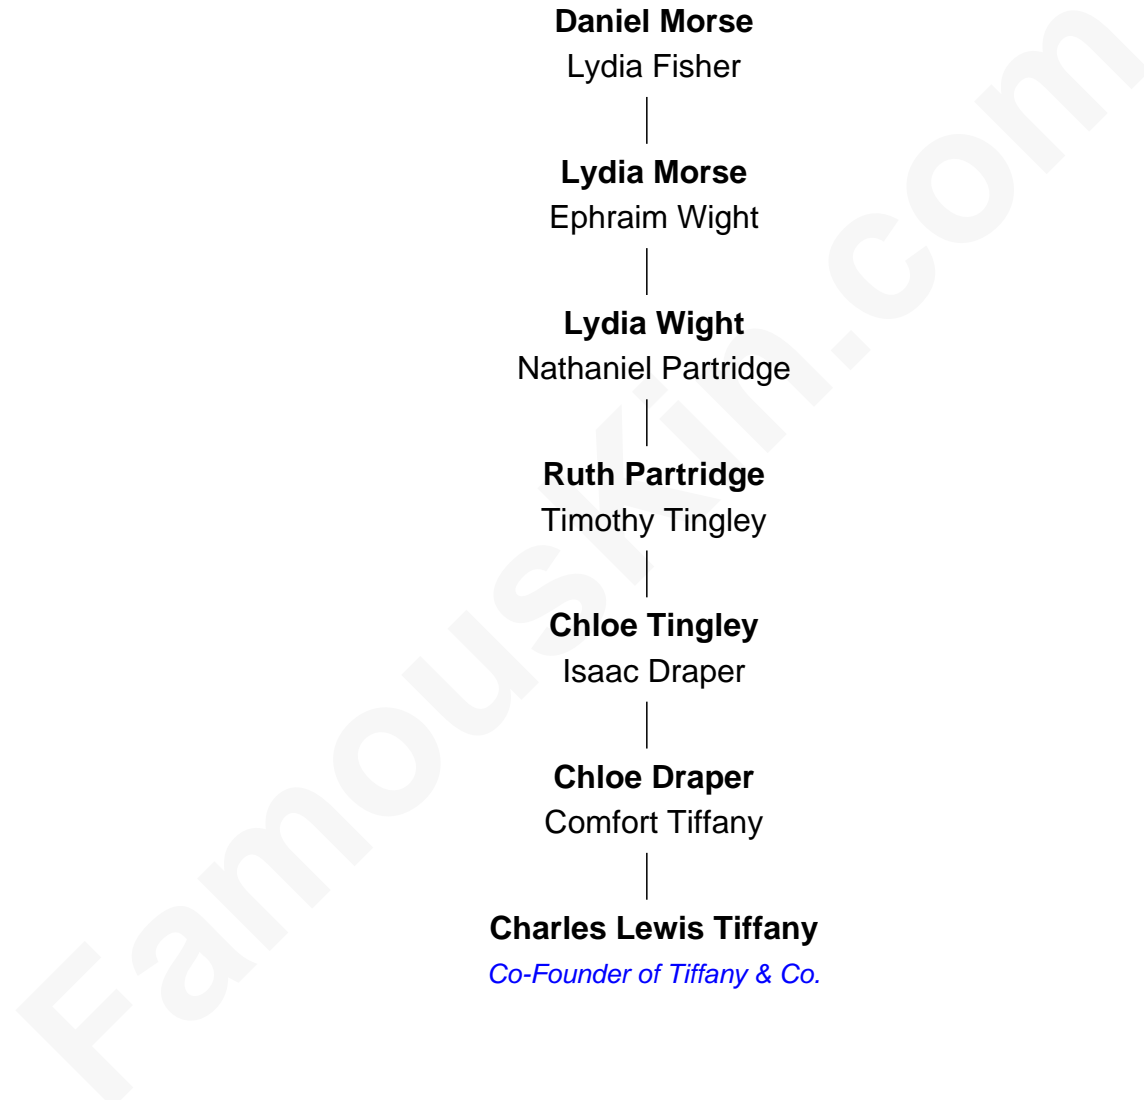 Daniel Morse
Lydia Fisher
Lydia Morse
Ephraim Wight
Lydia Wight
Nathaniel Partridge
Ruth Partridge
Timothy Tingley
Chloe Tingley
Isaac Draper
Chloe Draper
Comfort Tiffany
Charles Lewis Tiffany
Co-Founder of Tiffany & Co.
FamousKin.com